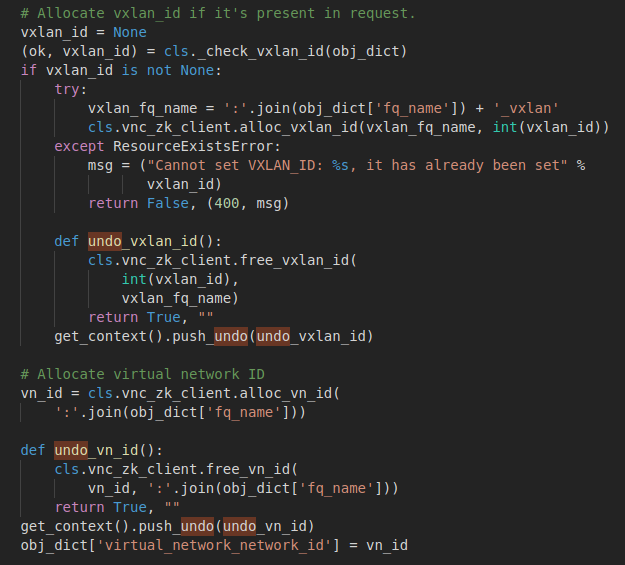 # Allocate vxlan_id if it's present in request.
vxlan_id = None
(ok, vxlan_id) = cls._check_vxlan_id(obj_dict)
if vxlan_id is not None:
    try:
        vxlan_fq_name = ':'.join(obj_dict['fq_name']) + '_vxlan'
        cls.vnc_zk_client.alloc_vxlan_id(vxlan_fq_name, int(vxlan_id))
    except ResourceExistsError:
        msg = ("Cannot set VXLAN_ID: %s, it has already been set" %
               vxlan_id)
        return False, (400, msg)

    def undo_vxlan_id():
        cls.vnc_zk_client.free_vxlan_id(
            int(vxlan_id),
            vxlan_fq_name)
        return True, ""
    get_context().push_undo(undo_vxlan_id)

# Allocate virtual network ID
vn_id = cls.vnc_zk_client.alloc_vn_id(
    ':'.join(obj_dict['fq_name']))

def undo_vn_id():
    cls.vnc_zk_client.free_vn_id(
        vn_id, ':'.join(obj_dict['fq_name']))
    return True, ""
get_context().push_undo(undo_vn_id)
obj_dict['virtual_network_network_id'] = vn_id